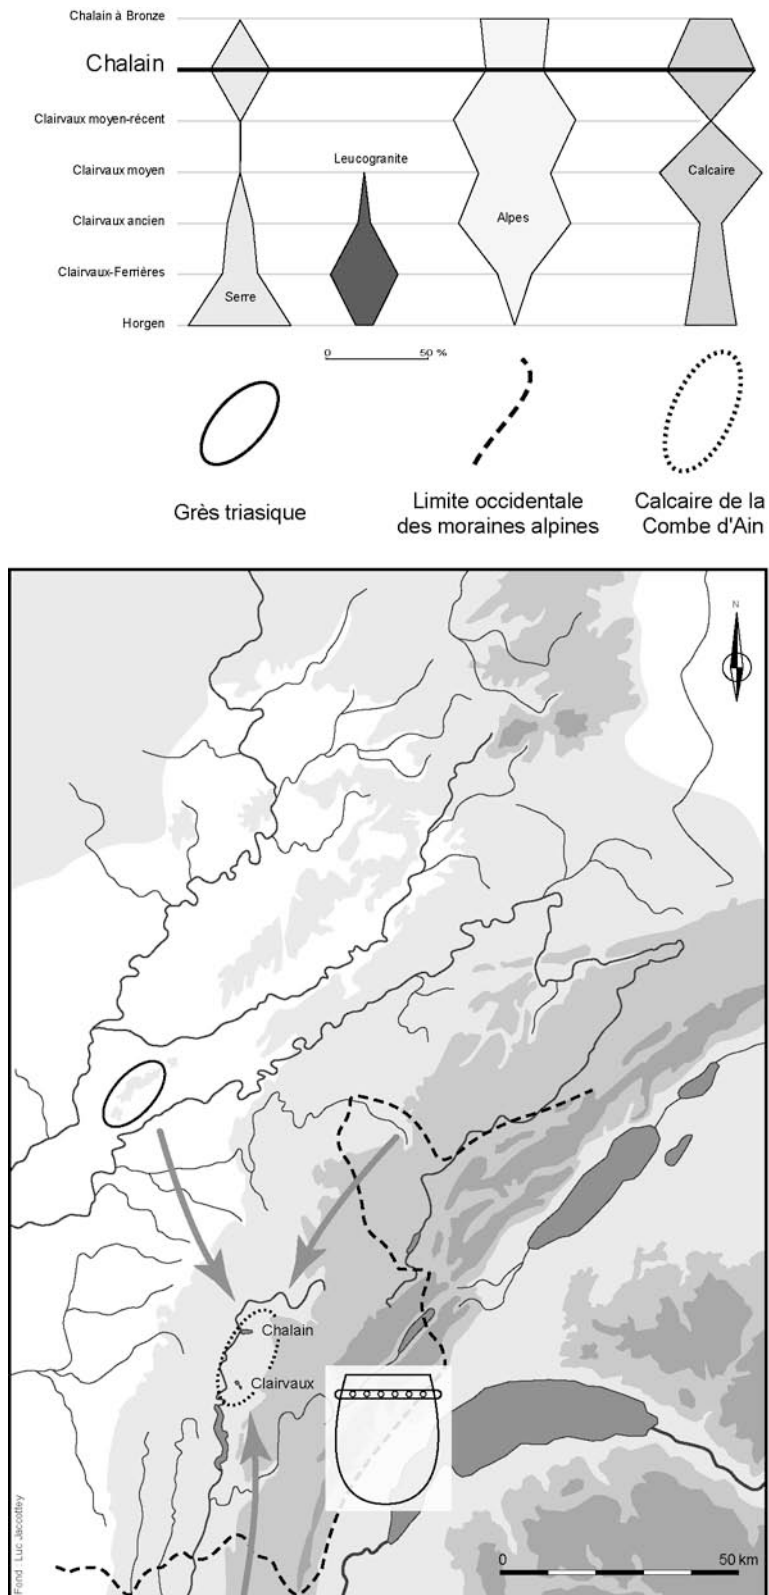 Chalain à Bronze
Chalain
Clairvaux moyen-récent
Leucogranite
Clairvaux moyen
Calcaire
Clairvaux ancien
Alpes
Clairvaux-Ferrières
Serre
Horgen
0 50 %
Grès triasique
Limite occidentale
des moraines alpines
Calcaire de la
Combe d'Ain
N
Chalain
Clairvaux
Fond : Luc Jaccottey
0 50 km